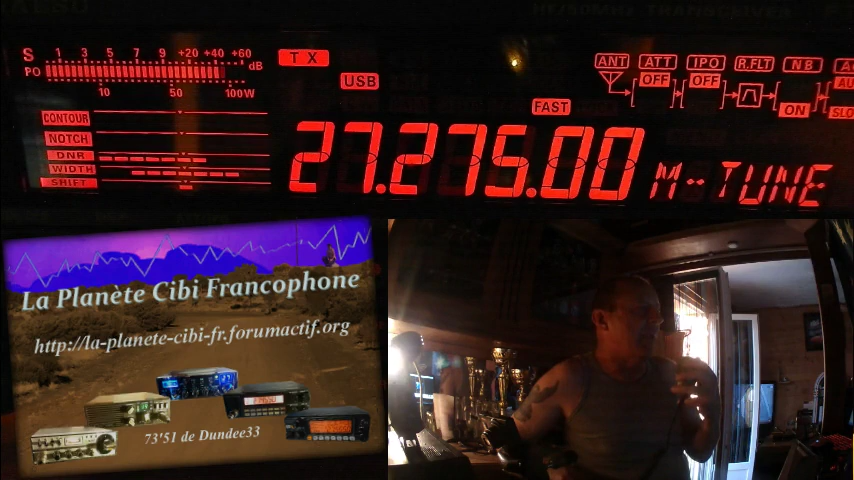 S 1 3 5 7 9 +20 +40 +60 dB
PO 10 50 100W
TX
USB
FAST
ANT ATT IPO R.FLT NB
OFF OFF ON
CONTOUR
NOTCH
DNR
WIDTH
SHIFT
27.275.00 M--TUNE
La Planète Cibi Francophone
http://la-planete-cibi-fr.forumactif.org
73'51 de Dundee33